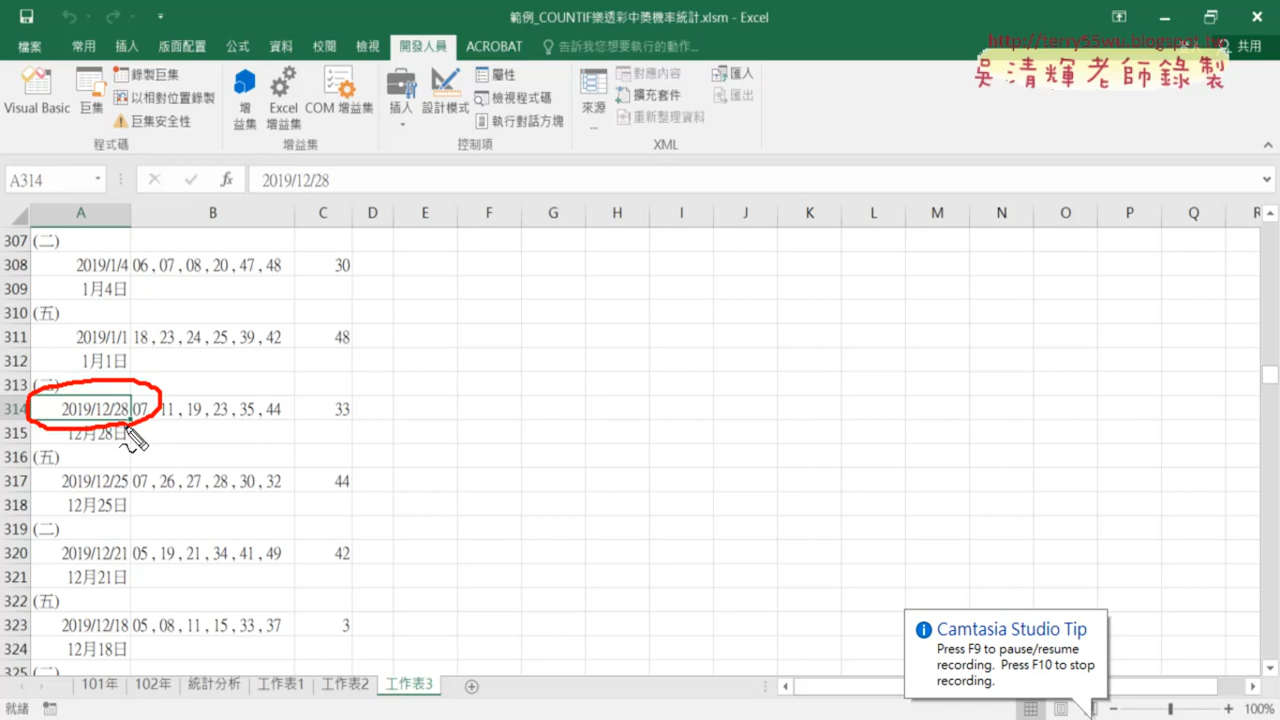 範例_COUNTIF樂透彩中獎機率統計.xlsm - Excel
檔案 常用 插入 版面配置 公式 資料 校閱 檢視 開發人員 ACROBAT 告訴我您想要執行的動作... 共用
http://terry55wu.blogspot.tw
吳清輝老師錄製
Visual Basic 巨集 錄製巨集 以相對位置錄製 巨集安全性
增益集 Excel 增益集 COM 增益集
插入 設計模式 屬性 檢視程式碼 執行對話方塊
來源... 對應內容 擴充套件 重新整理資料 匯入 匯出
程式碼 增益集 控制項 XML
A314 fx 2019/12/28
A B C D E F G H I J K L M N O P Q R
307 (二)
308 2019/1/4 06 , 07 , 08 , 20 , 47 , 48 30
309 1月4日
310 (五)
311 2019/1/1 18 , 23 , 24 , 25 , 39 , 42 48
312 1月1日
313 (二)
314 2019/12/28 07 , 11 , 19 , 23 , 35 , 44 33
315 12月28日
316 (五)
317 2019/12/25 07 , 26 , 27 , 28 , 30 , 32 44
318 12月25日
319 (二)
320 2019/12/21 05 , 19 , 21 , 34 , 41 , 49 42
321 12月21日
322 (五)
323 2019/12/18 05 , 08 , 11 , 15 , 33 , 37 3
324 12月18日
325 (二)
Camtasia Studio Tip
Press F9 to pause/resume
recording. Press F10 to stop
recording.
101年 102年 統計分析 工作表1 工作表2 工作表3
就緒 100%